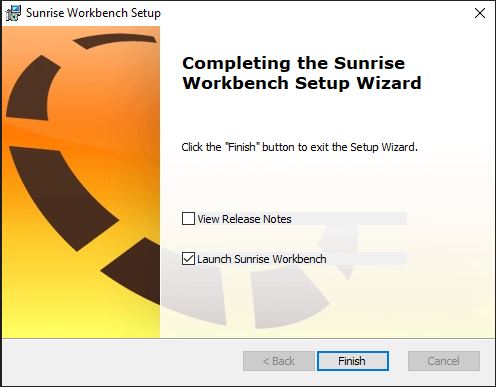 Sunrise Workbench Setup
Completing the Sunrise
Workbench Setup Wizard
Click the "Finish" button to exit the Setup Wizard.
View Release Notes
Launch Sunrise Workbench
< Back
Finish
Cancel